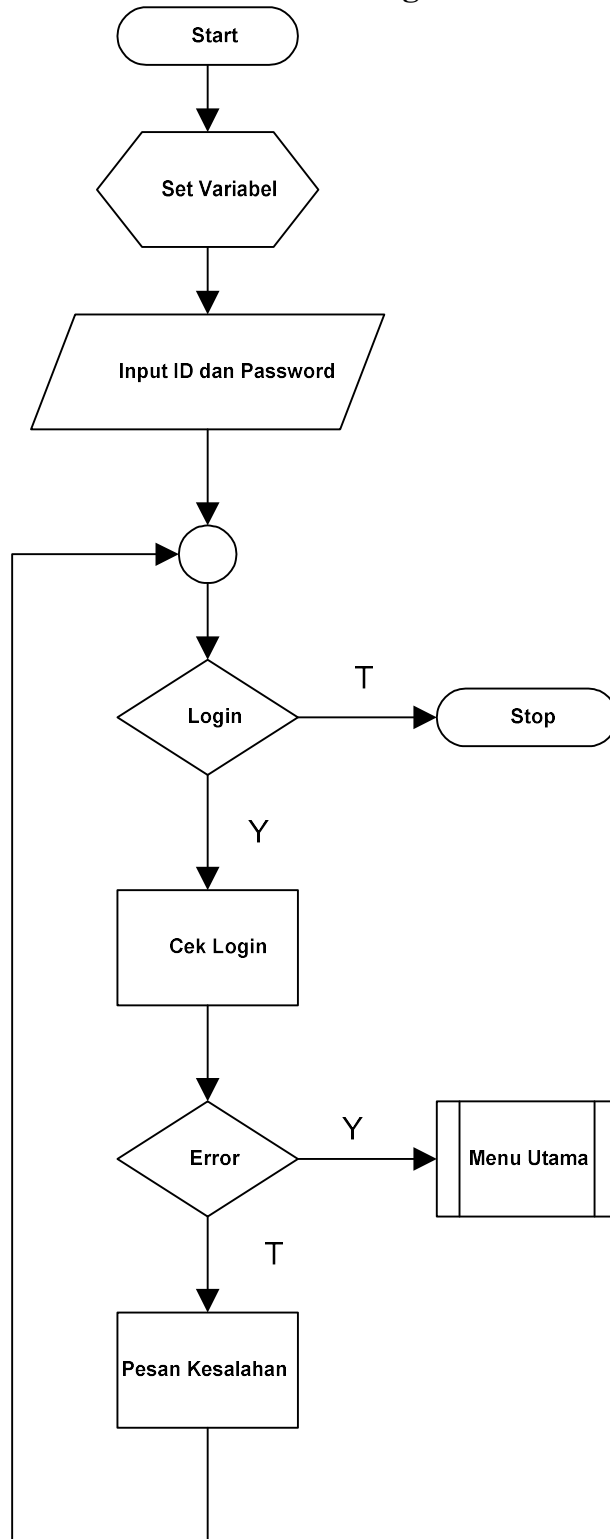 Start
Set Variabel
Input ID dan Password
Login
T
Stop
Y
Cek Login
Error
Y
Menu Utama
T
Pesan Kesalahan